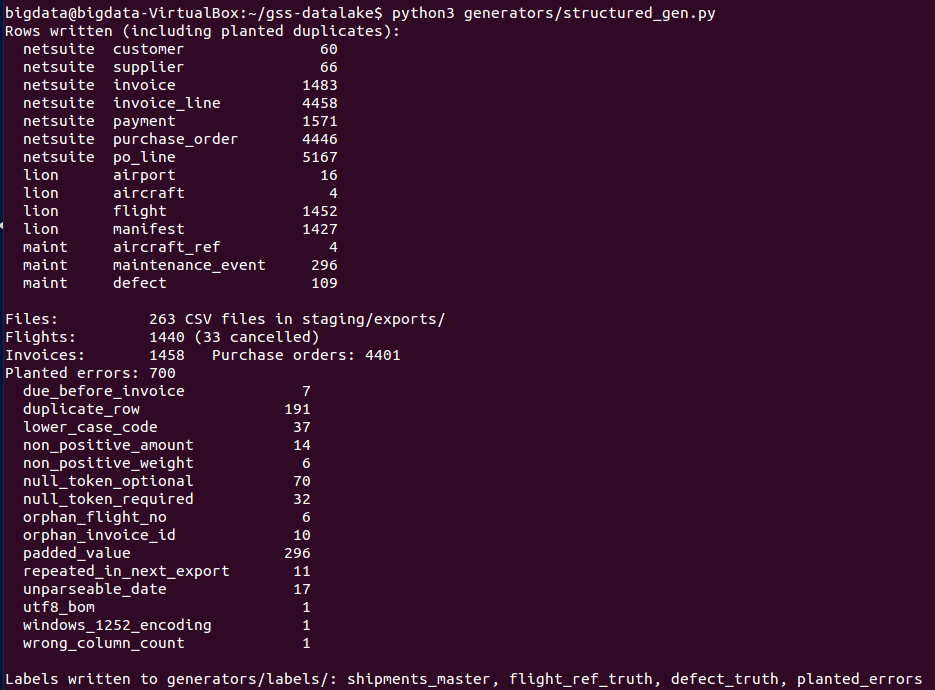 bigdata@bigdata-VirtualBox:~/gss-datalake$ python3 generators/structured_gen.py
Rows written (including planted duplicates):
  netsuite  customer               60
  netsuite  supplier               66
  netsuite  invoice              1483
  netsuite  invoice_line         4458
  netsuite  payment              1571
  netsuite  purchase_order       4446
  netsuite  po_line              5167
  lion      airport                16
  lion      aircraft                4
  lion      flight               1452
  lion      manifest             1427
  maint     aircraft_ref            4
  maint     maintenance_event     296
  maint     defect                109

Files:          263 CSV files in staging/exports/
Flights:        1440 (33 cancelled)
Invoices:       1458   Purchase orders: 4401
Planted errors: 700
  due_before_invoice             7
  duplicate_row                191
  lower_case_code               37
  non_positive_amount           14
  non_positive_weight            6
  null_token_optional           70
  null_token_required           32
  orphan_flight_no               6
  orphan_invoice_id             10
  padded_value                 296
  repeated_in_next_export       11
  unparseable_date              17
  utf8_bom                       1
  windows_1252_encoding          1
  wrong_column_count             1

Labels written to generators/labels/: shipments_master, flight_ref_truth, defect_truth, planted_errors